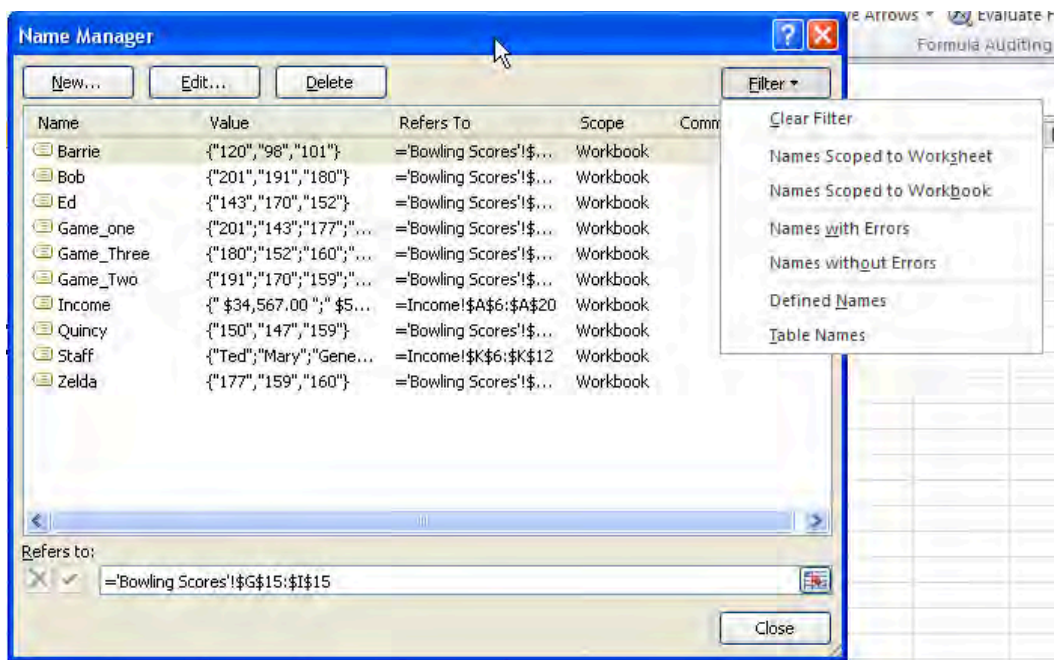 ve Arrows Evaluate F
Formula Auditing
Name Manager
New... Edit... Delete Filter
Name Value Refers To Scope Comm
Barrie {"120","98","101"} ='Bowling Scores'!$... Workbook
Bob {"201","191","180"} ='Bowling Scores'!$... Workbook
Ed {"143","170","152"} ='Bowling Scores'!$... Workbook
Game_one {"201";"143";"177";"... ='Bowling Scores'!$... Workbook
Game_Three {"180";"152";"160";"... ='Bowling Scores'!$... Workbook
Game_Two {"191";"170";"159";"... ='Bowling Scores'!$... Workbook
Income {" $34,567.00 ";" $5... =Income!$A$6:$A$20 Workbook
Quincy {"150","147","159"} ='Bowling Scores'!$... Workbook
Staff {"Ted";"Mary";"Gene... =Income!$K$6:$K$12 Workbook
Zelda {"177","159","160"} ='Bowling Scores'!$... Workbook
Clear Filter
Names Scoped to Worksheet
Names Scoped to Workbook
Names with Errors
Names without Errors
Defined Names
Table Names
Refers to:
='Bowling Scores'!$G$15:$I$15
Close